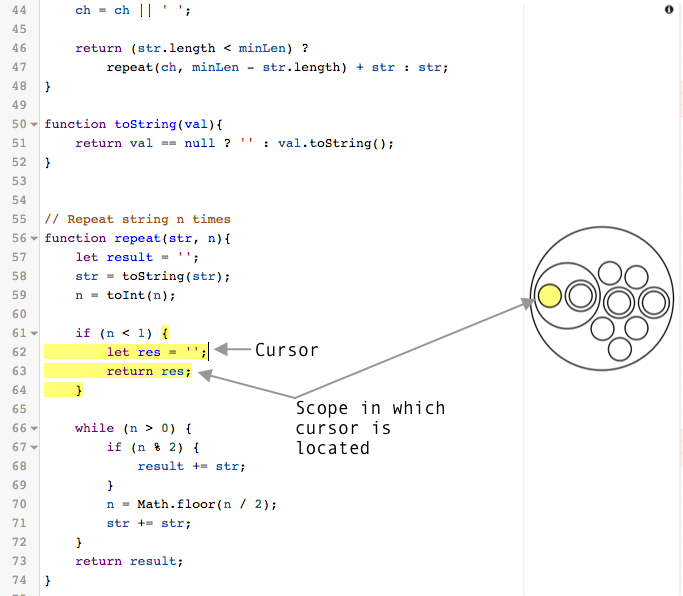 44 ch = ch || ' ';
45
46 return (str.length < minLen) ?
47 repeat(ch, minLen - str.length) + str : str;
48 }
49
50 function toString(val){
51 return val == null ? '' : val.toString();
52 }
53
54
55 // Repeat string n times
56 function repeat(str, n){
57 let result = '';
58 str = toString(str);
59 n = toInt(n);
60
61 if (n < 1) {
62 let res = '';
Cursor
63 return res;
64 }
Scope in which
cursor is
located
65
66 while (n > 0) {
67 if (n % 2) {
68 result += str;
69 }
70 n = Math.floor(n / 2);
71 str += str;
72 }
73 return result;
74 }